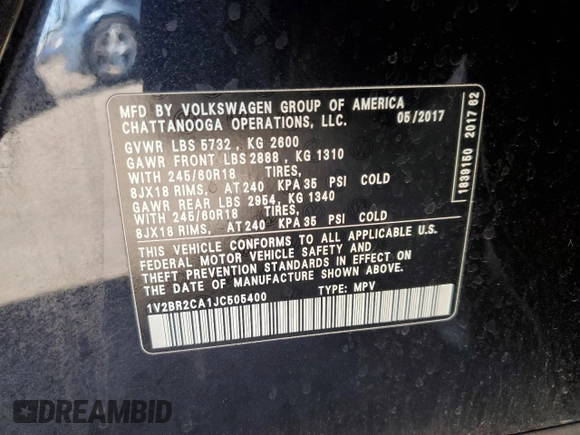 MFD BY VOLKSWAGEN GROUP OF AMERICA
CHATTANOOGA OPERATIONS, LLC. 05/2017
GVWR LBS 5732 , KG 2600
GAWR FRONT LBS 2888 , KG 1310
WITH 245/60R18 TIRES,
8JX18 RIMS, AT 240 KPA 35 PSI COLD
GAWR REAR LBS 2954, KG 1340
WITH 245/60R18 TIRES,
8JX18 RIMS, AT 240 KPA 35 PSI COLD
THIS VEHICLE CONFORMS TO ALL APPLICABLE U.S.
FEDERAL MOTOR VEHICLE SAFETY AND
THEFT PREVENTION STANDARDS IN EFFECT ON
THE DATE OF MANUFACTURE SHOWN ABOVE.
1V2BR2CA1JC505400 TYPE: MPV
1839150 2017 62
DREAMBID